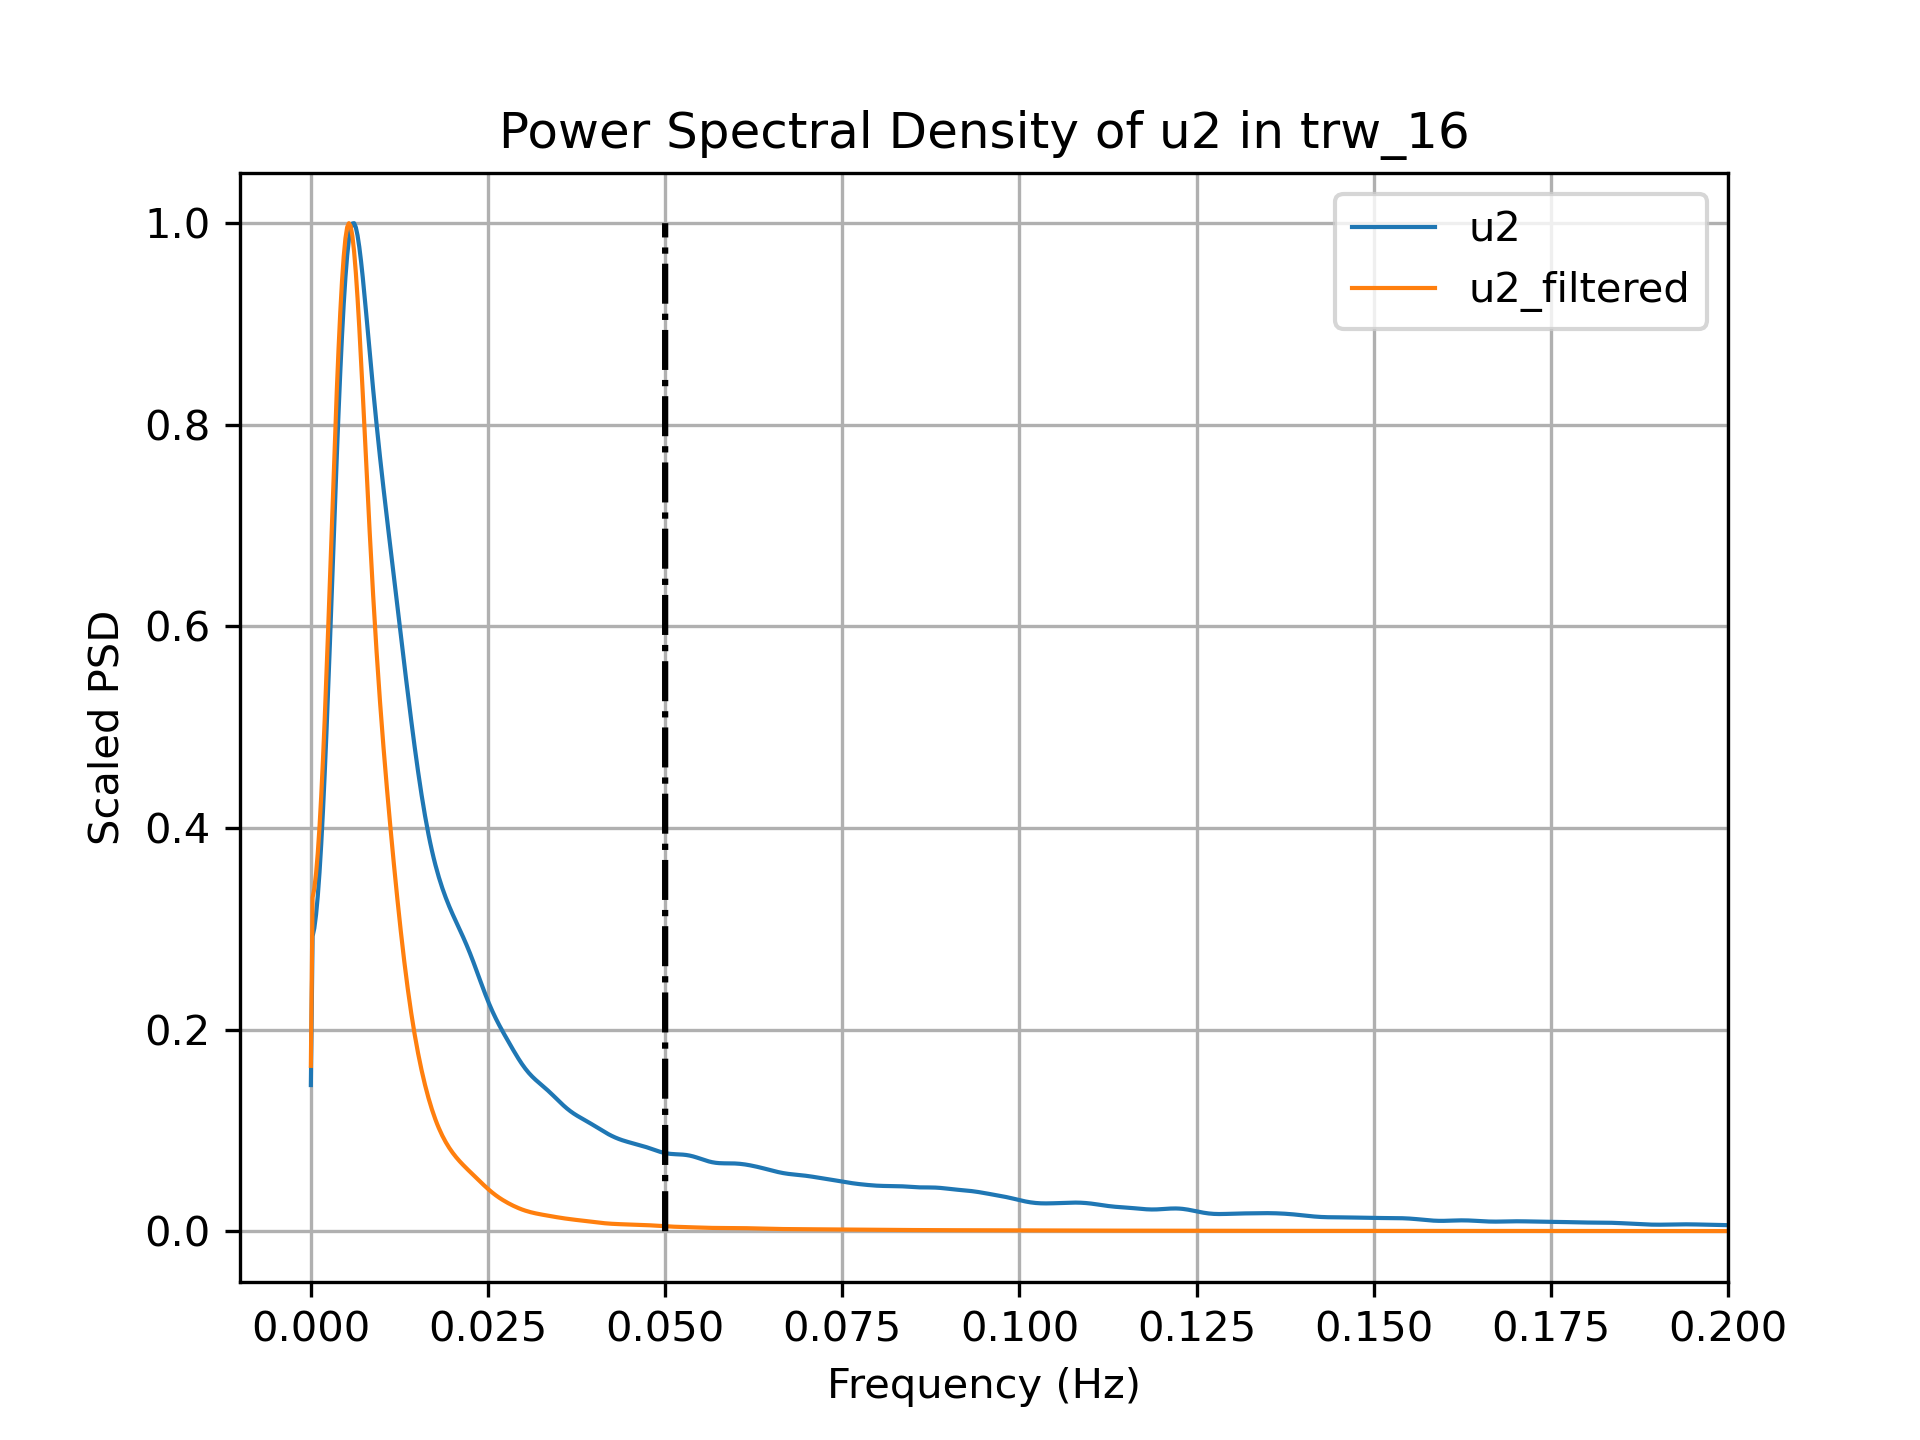 Power Spectral Density of u2 in trw_16
u2
u2_filtered
1.0
0.8
0.6
0.4
0.2
0.0
Scaled PSD
0.000 0.025 0.050 0.075 0.100 0.125 0.150 0.175 0.200
Frequency (Hz)